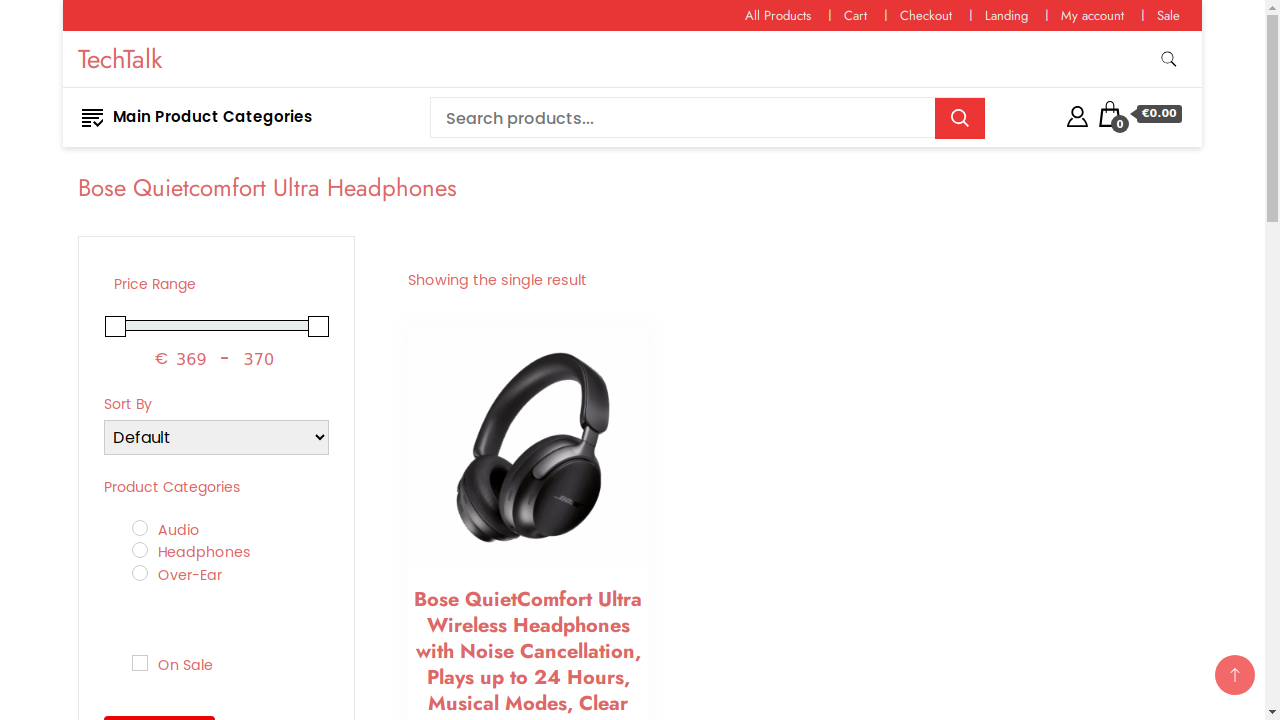 All Products | Cart | Checkout | Landing | My account | Sale
TechTalk
Main Product Categories
Search products...
0
€0.00
Bose Quietcomfort Ultra Headphones
Price Range
€ 369 - 370
Sort By
Default
Product Categories
Audio
Headphones
Over-Ear
On Sale
Showing the single result
BOSE
Bose QuietComfort Ultra
Wireless Headphones
with Noise Cancellation,
Plays up to 24 Hours,
Musical Modes, Clear